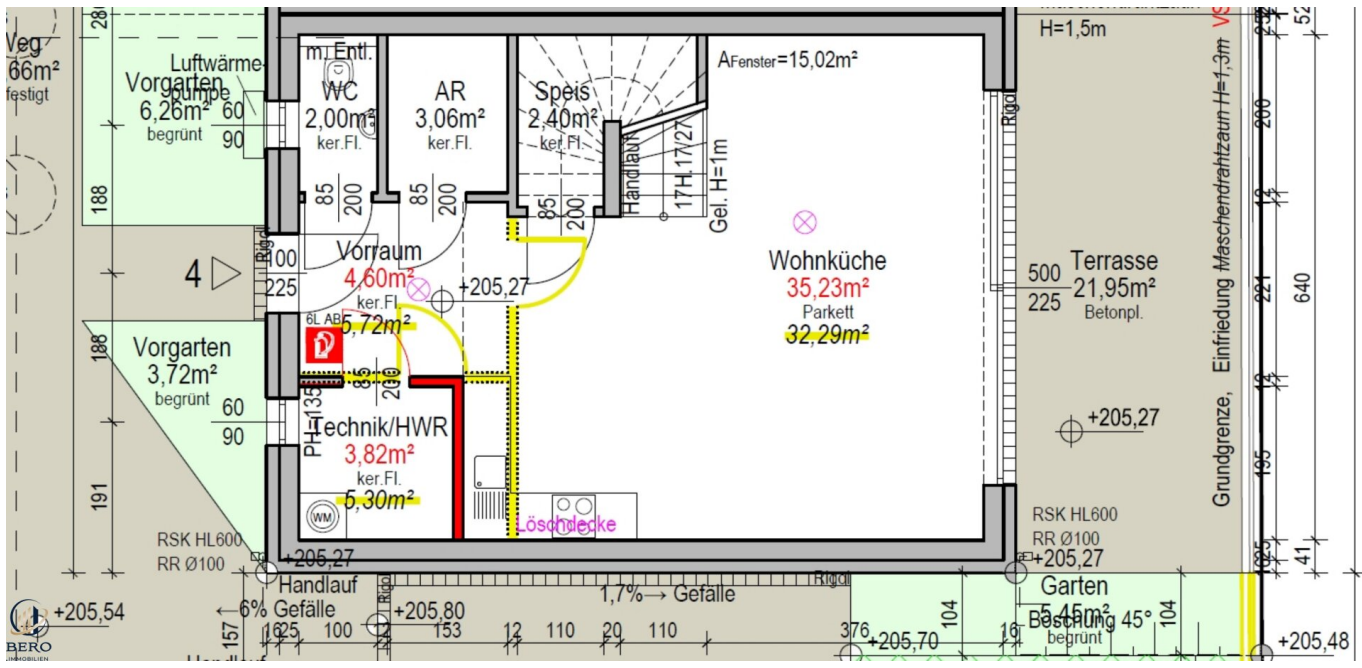 H=1,5m
Grundgrenze, Einfriedung Maschendrahtzaun H=1,3m
VS
Veg
66m²
festigt
Luftwärme-
pumpe
Vorgarten
6,26m²
begrünt
60
90
m. Entl.
WC
2,00m²
ker.Fl.
85
200
AR
3,06m²
ker.Fl.
85
200
Speis
2,40m²
ker.Fl.
85
200
Handlauf
17H.17/27
Gel. H=1m
AFenster=15,02m²
Rigol
4
Rigol
100
225
Vorraum
4,60m²
ker.Fl.
5,72m²
+205,27
6L AB
Wohnküche
35,23m²
Parkett
32,29m²
500
225
Terrasse
21,95m²
Betonpl.
+205,27
Vorgarten
3,72m²
begrünt
60
90
PH=135
85
200
Technik/HWR
3,82m²
ker.Fl.
5,30m²
WM
Löschdecke
RSK HL600
RR Ø100
+205,27
RSK HL600
RR Ø100
+205,27
188
188
191
200
12
221
12
195
640
41
Handlauf
←6% Gefälle
+205,54
Rigol
+205,80
1,7%→ Gefälle
Rigol
Garten
5,45m²
Böschung 45°
begrünt
104
104
157
16 25 100 12 153 12 110 20 110 376 16
+205,70
+205,48
BERO
IMMOBILIEN